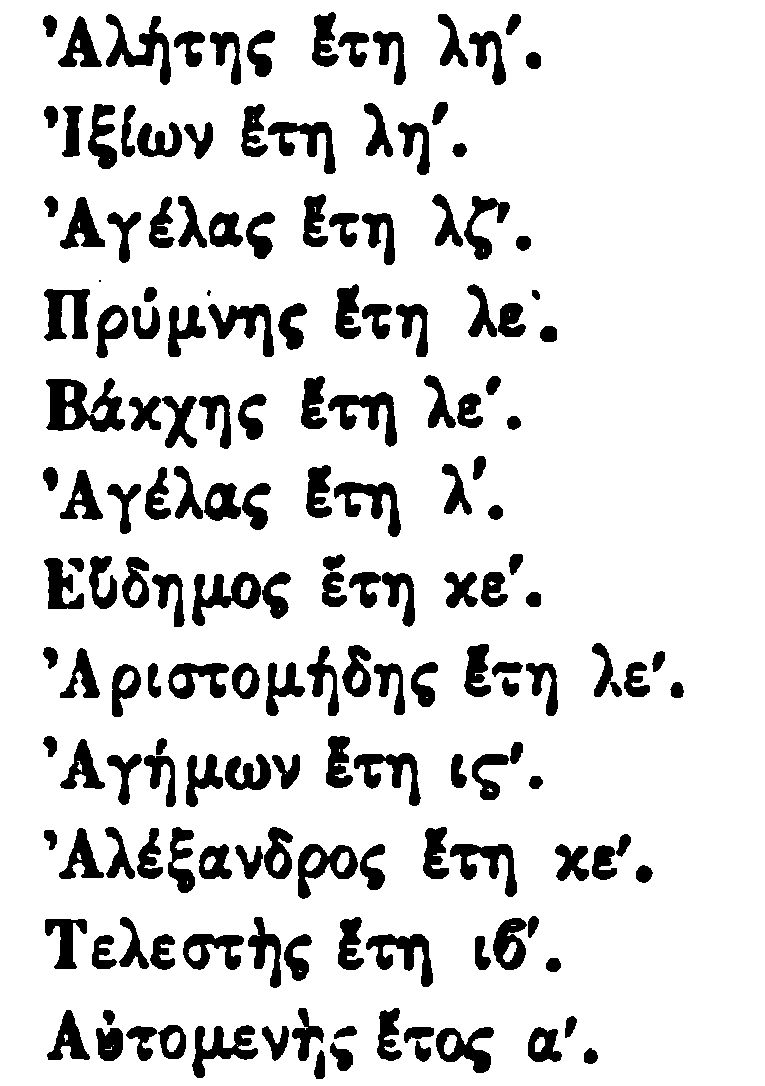 Ἀλήτης ἔτη λη′.
Ἰξίων ἔτη λη′.
Ἀγέλας ἔτη λζ′.
Πρύμνης ἔτη λε′.
Βάκχης ἔτη λε′.
Ἀγέλας ἔτη λ′.
Εὔδημος ἔτη κε′.
Ἀριστομήδης ἔτη λε′.
Ἀγήμων ἔτη ις′.
Ἀλέξανδρος ἔτη κε′.
Τελεστὴς ἔτη ιβ′.
Αὐτομενὴς ἔτος α′.